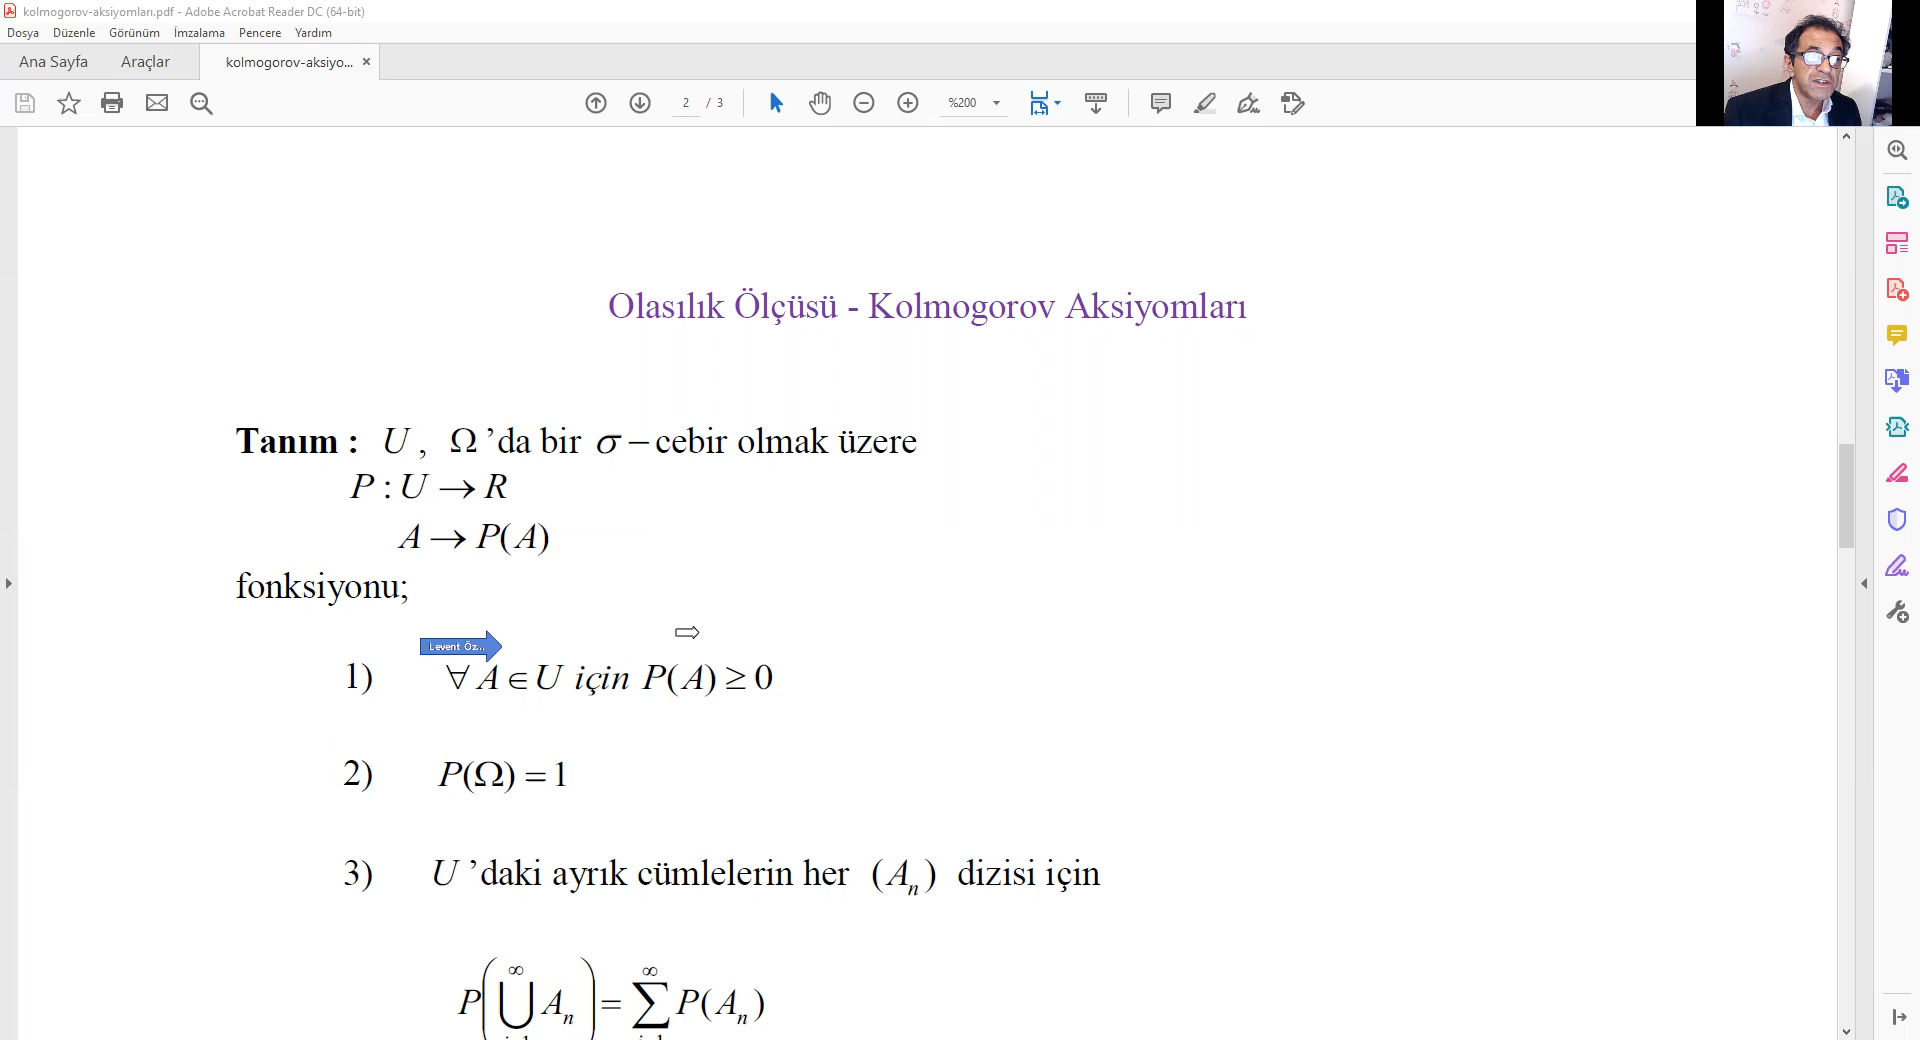 kolmogorov-aksiyomları.pdf - Adobe Acrobat Reader DC (64-bit)
Dosya Düzenle Görünüm İmzalama Pencere Yardım
Ana Sayfa Araçlar kolmogorov-aksiyo... ×
2 / 3 %200
Olasılık Ölçüsü - Kolmogorov Aksiyomları
Tanım : U , Ω ’da bir σ − cebir olmak üzere
P : U → R
A → P(A)
fonksiyonu;
Levent Öz...
1) ∀ A ∈ U için P(A) ≥ 0
2) P(Ω) = 1
3) U ’daki ayrık cümlelerin her (Aₙ) dizisi için
P(⋃ Aₙ) = ∑ P(Aₙ)
∞ ∞